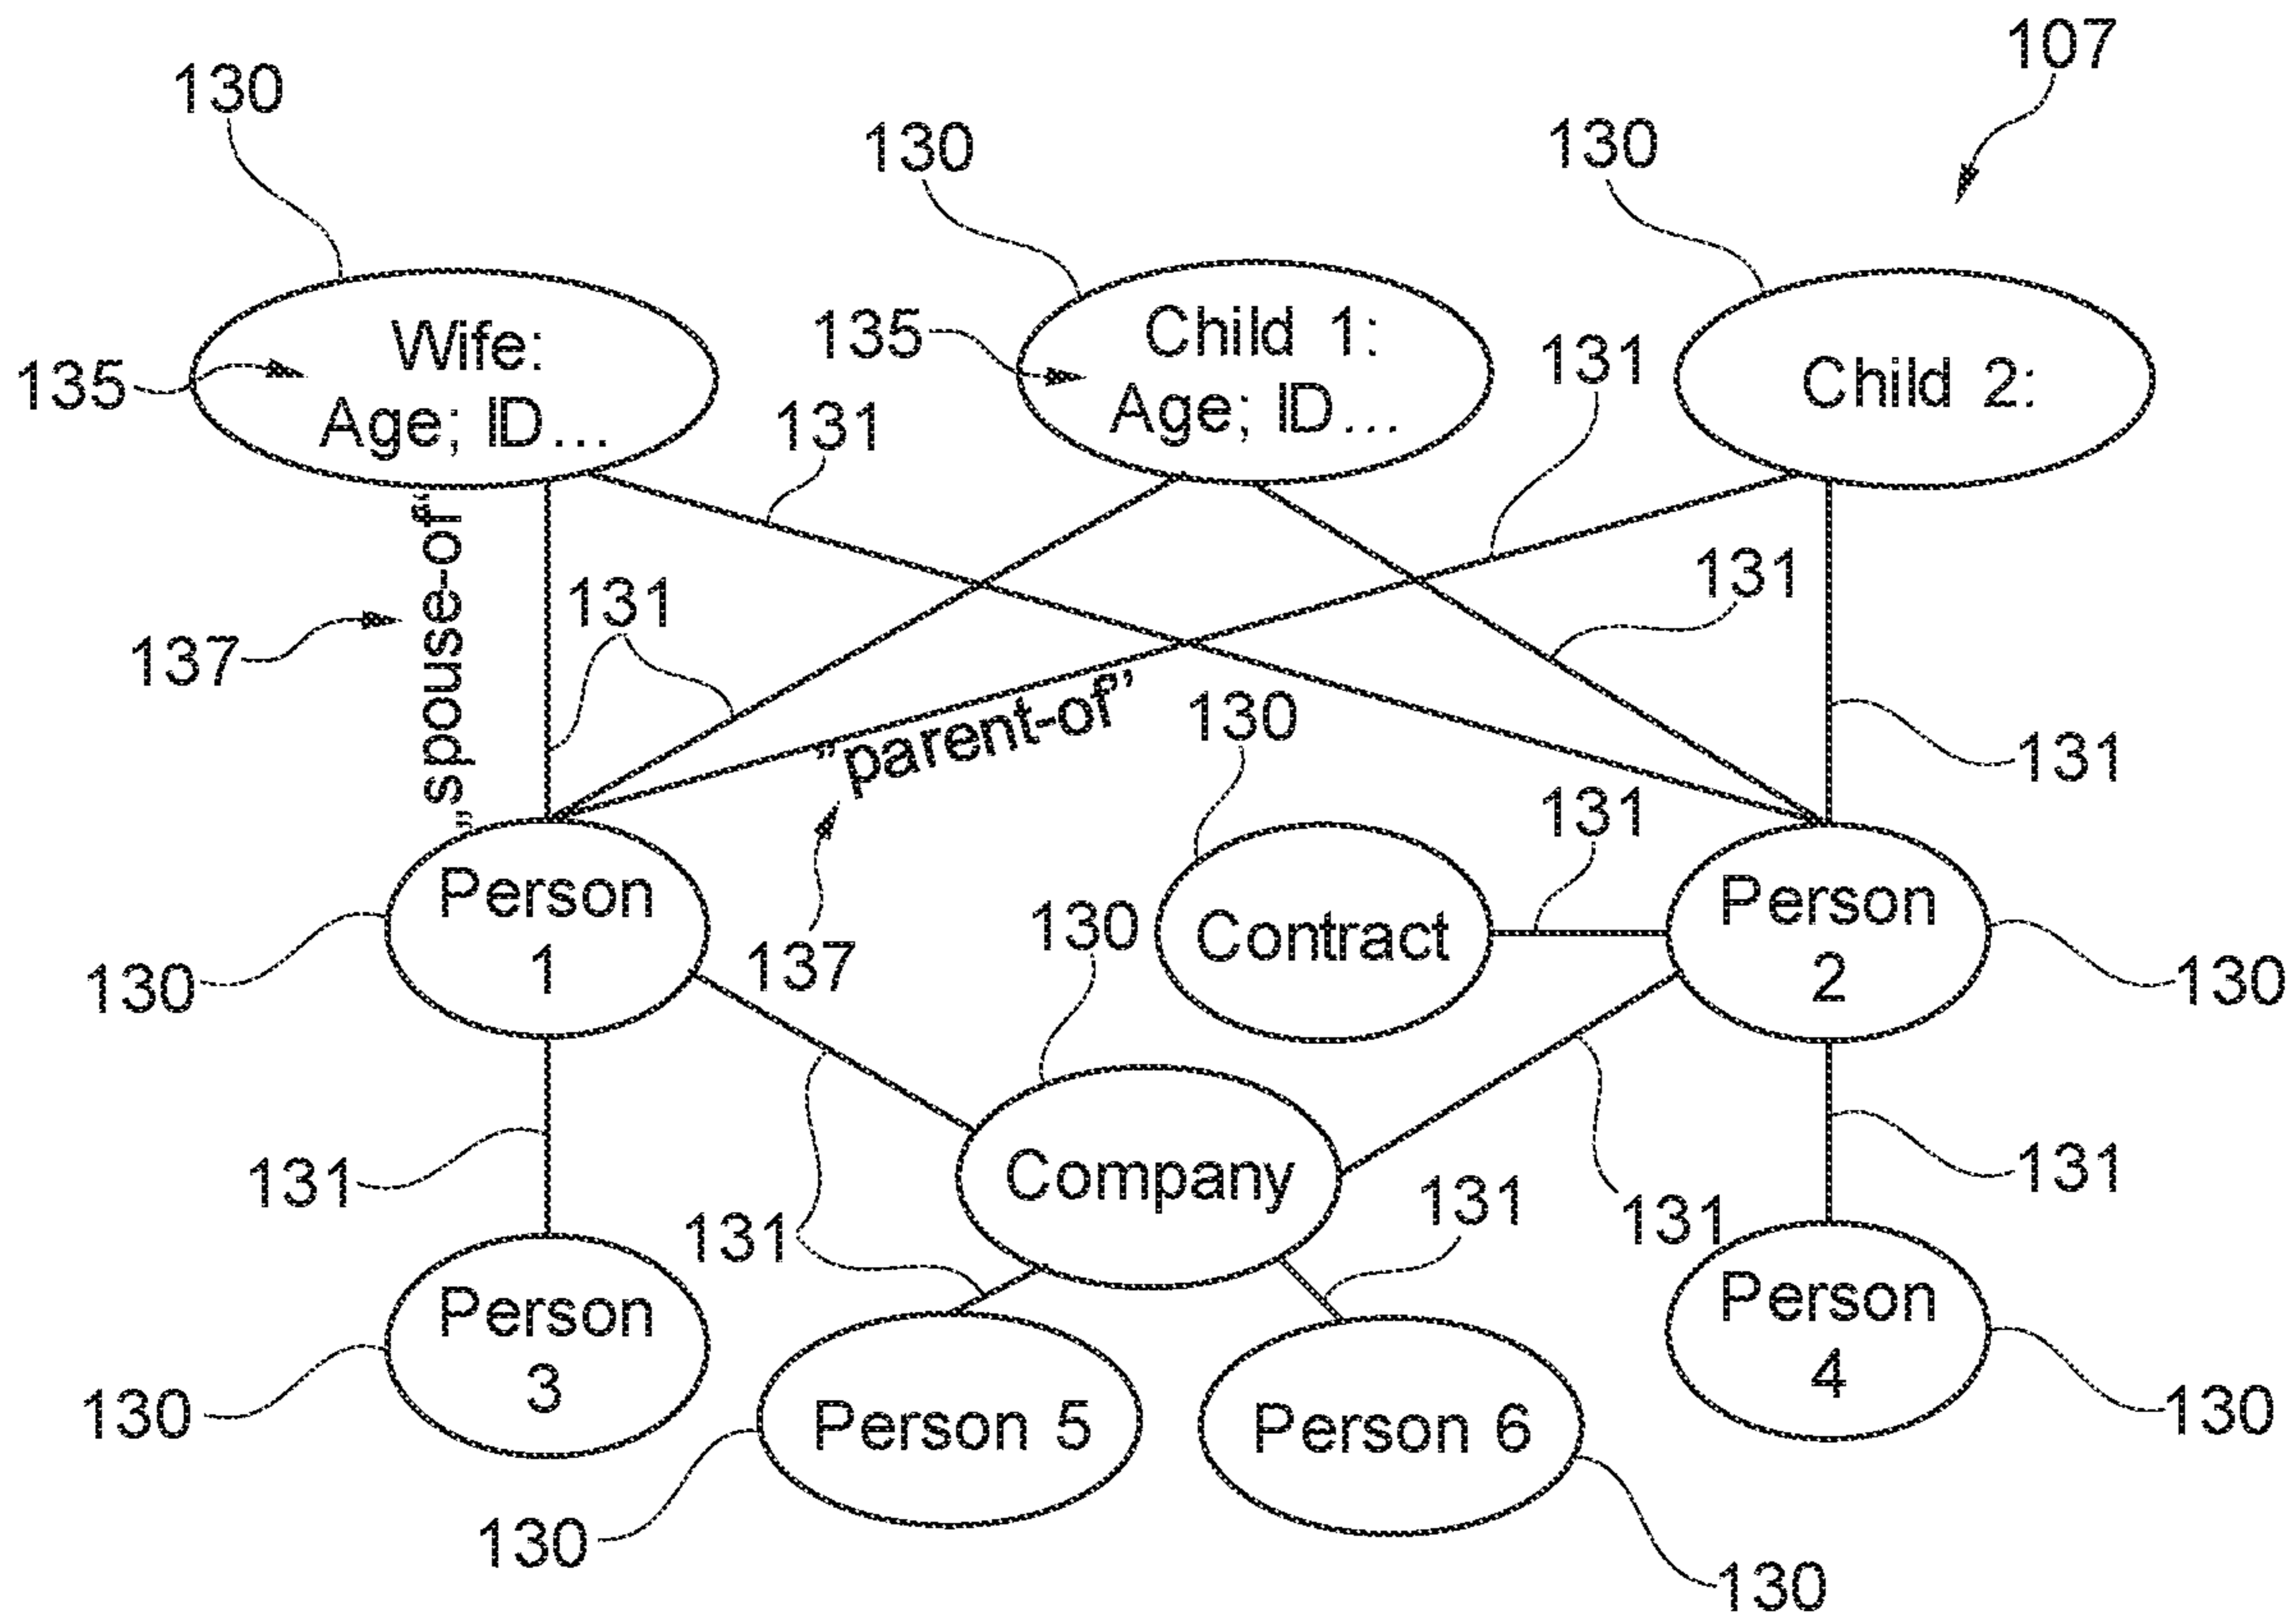 107
130
130
130
Wife:
Age; ID...
135
Child 1:
Age; ID...
135
Child 2:
131
131
131
131
„spouse-of“
137
"parent-of"
137
130
131
131
Person
1
130
Contract
130
Person
2
130
131
Company
131
131
131
131
Person
3
130
Person 5
130
Person 6
130
Person
4
130